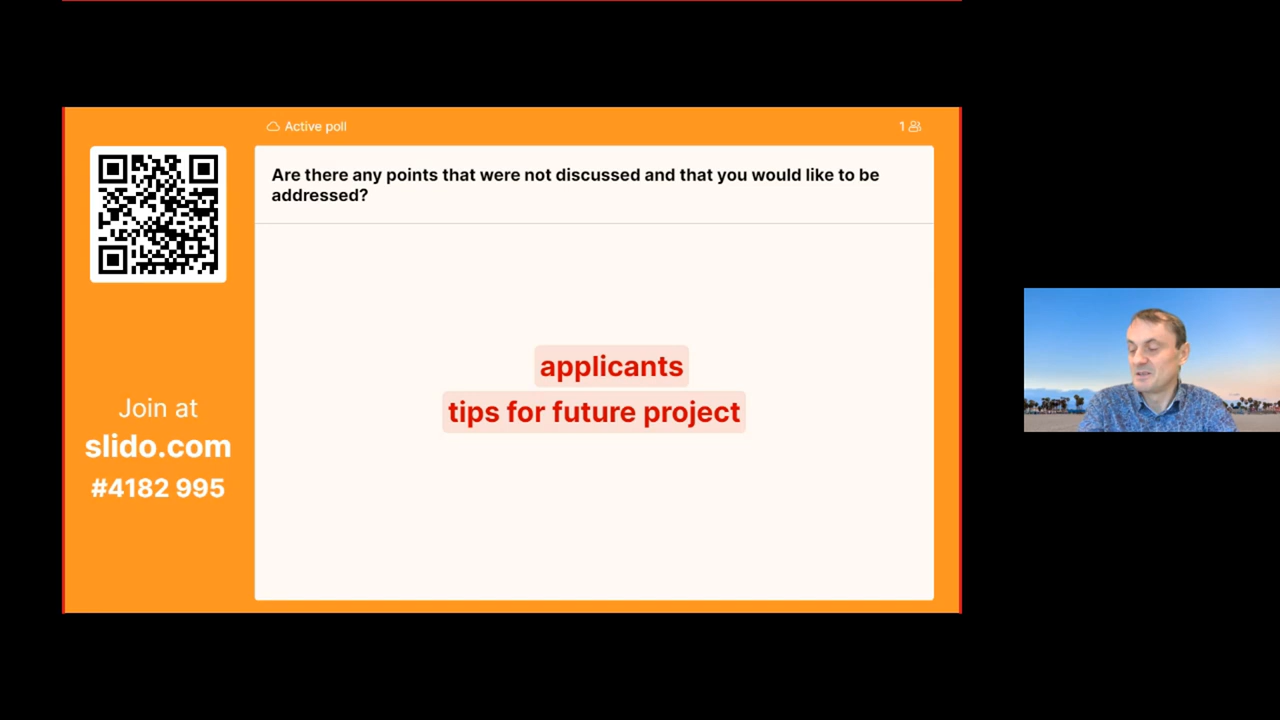 Active poll
1
Are there any points that were not discussed and that you would like to be
addressed?
applicants
tips for future project
Join at
slido.com
#4182 995